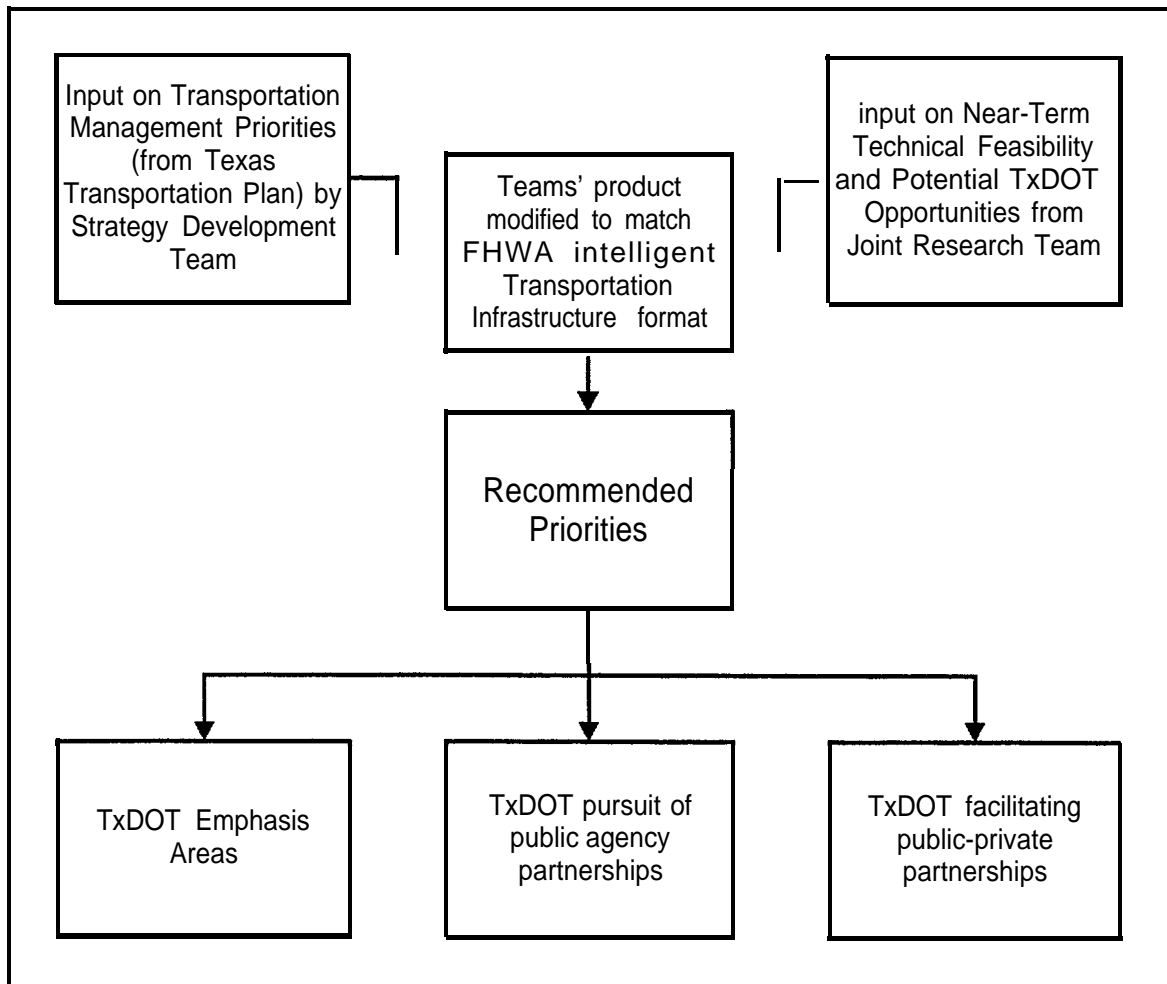 Input on Transportation
Management Priorities
(from Texas
Transportation Plan) by
Strategy Development
Team
Teams' product
modified to match
FHWA intelligent
Transportation
Infrastructure format
input on Near-Term
Technical Feasibility
and Potential TxDOT
Opportunities from
Joint Research Team
Recommended
Priorities
TxDOT Emphasis
Areas
TxDOT pursuit of
public agency
partnerships
TxDOT facilitating
public-private
partnerships